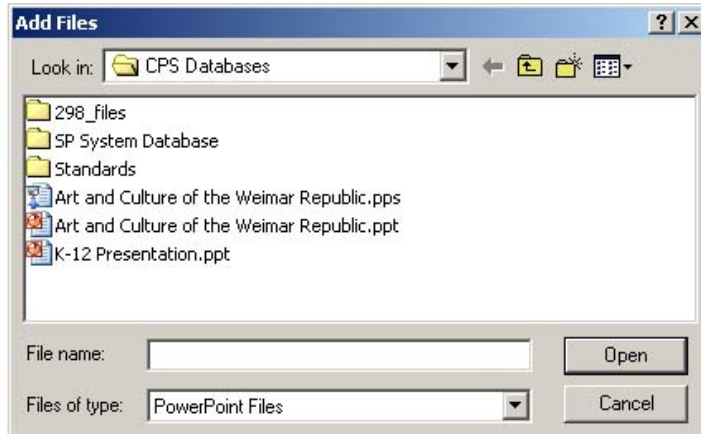 Add Files
Look in: CPS Databases
298_files
SP System Database
Standards
Art and Culture of the Weimar Republic.pps
Art and Culture of the Weimar Republic.ppt
K-12 Presentation.ppt
File name: Open
Files of type: PowerPoint Files Cancel